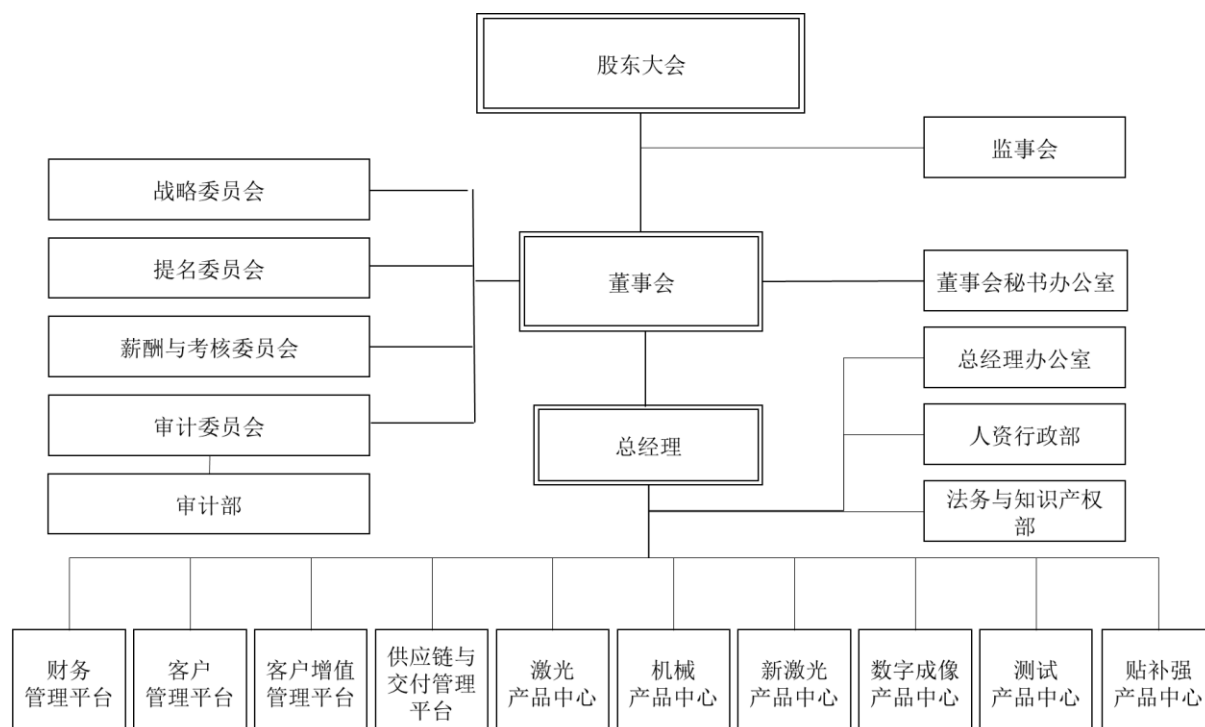 股东大会
监事会
战略委员会
提名委员会
董事会
董事会秘书办公室
薪酬与考核委员会
总经理办公室
审计委员会
总经理
人资行政部
审计部
法务与知识产权
部
财务
管理平台
客户
管理平台
客户增值
管理平台
供应链与
交付管理
平台
激光
产品中心
机械
产品中心
新激光
产品中心
数字成像
产品中心
测试
产品中心
贴补强
产品中心